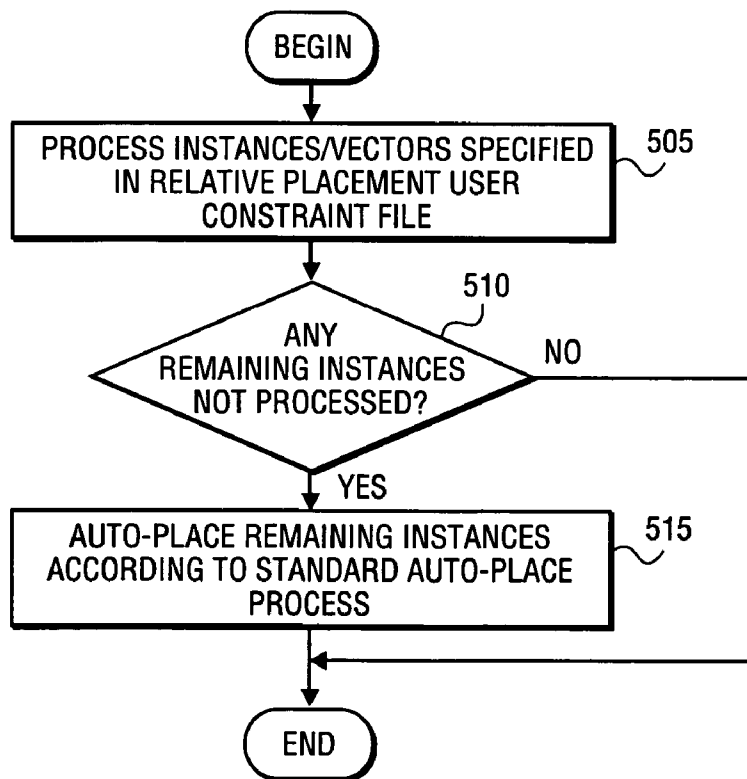 BEGIN
PROCESS INSTANCES/VECTORS SPECIFIED
IN RELATIVE PLACEMENT USER
CONSTRAINT FILE
505
510
ANY
REMAINING INSTANCES
NOT PROCESSED?
NO
YES
AUTO-PLACE REMAINING INSTANCES
ACCORDING TO STANDARD AUTO-PLACE
PROCESS
515
END